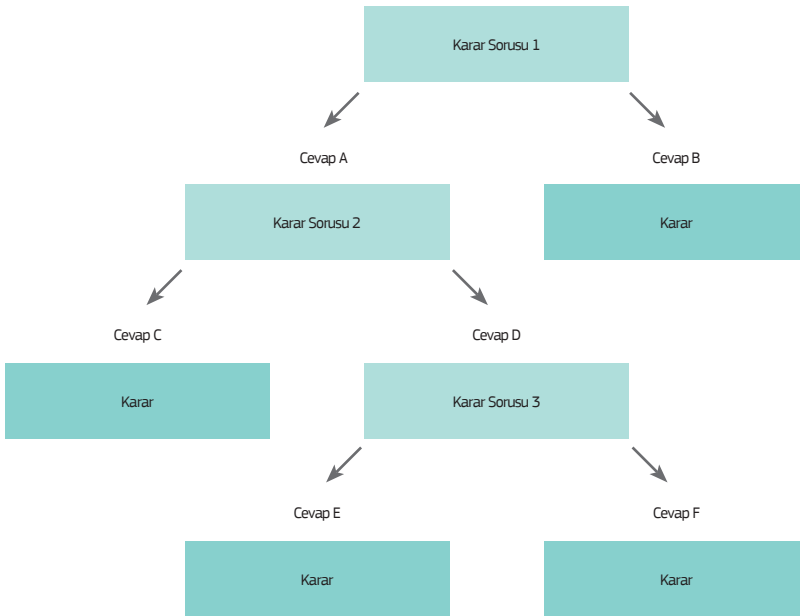 Karar Sorusu 1
Cevap A
Cevap B
Karar Sorusu 2
Karar
Cevap C
Cevap D
Karar
Karar Sorusu 3
Cevap E
Cevap F
Karar
Karar